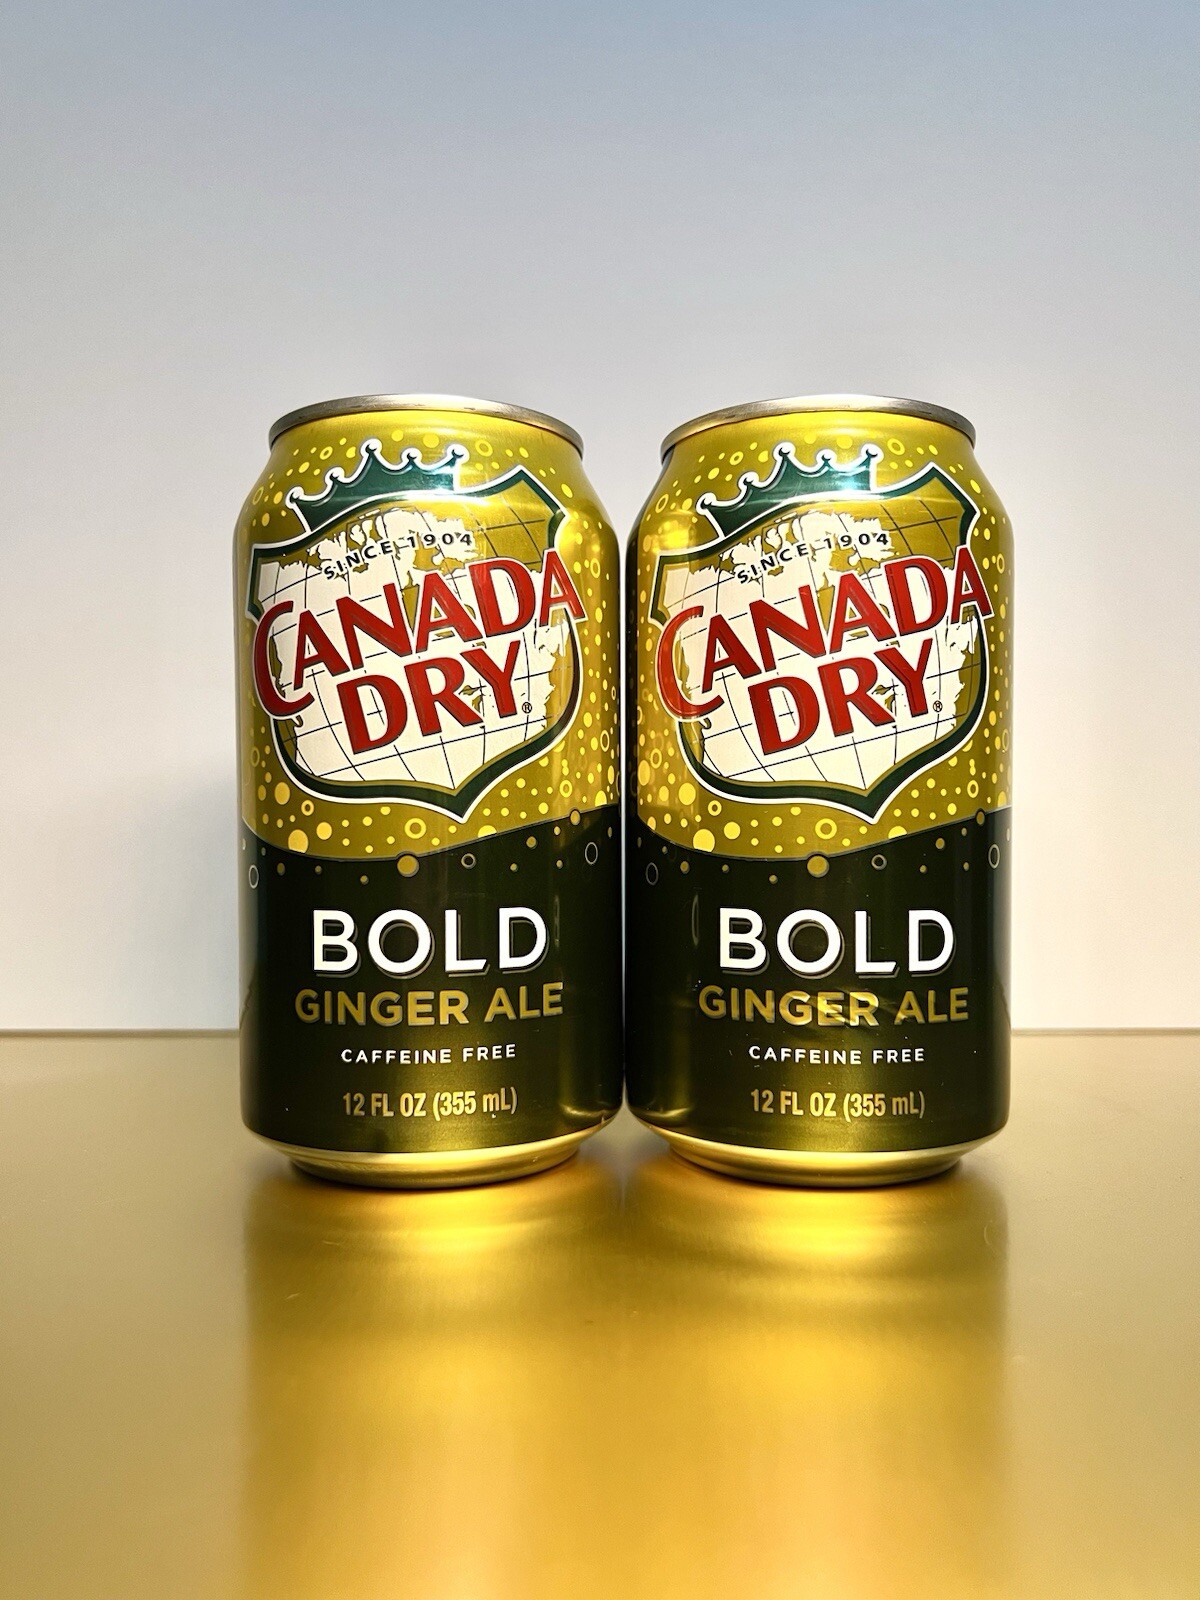 SINCE 1904
CANADA
DRY®
BOLD
GINGER ALE
CAFFEINE FREE
12 FL OZ (355 mL)
SINCE 1904
CANADA
DRY®
BOLD
GINGER ALE
CAFFEINE FREE
12 FL OZ (355 mL)